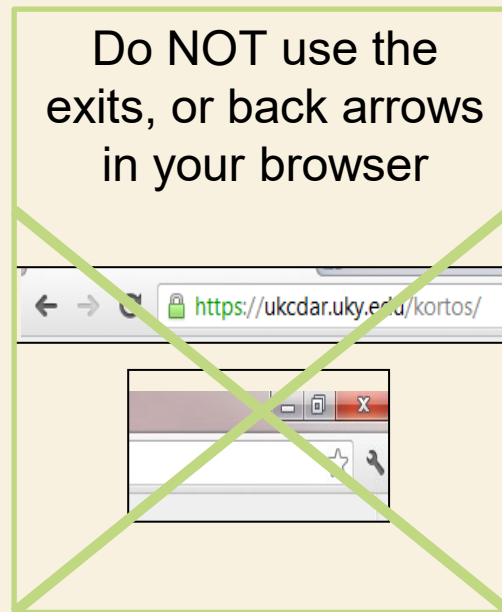 Do NOT use the
exits, or back arrows
in your browser
https://ukcdar.uky.edu/kortos/